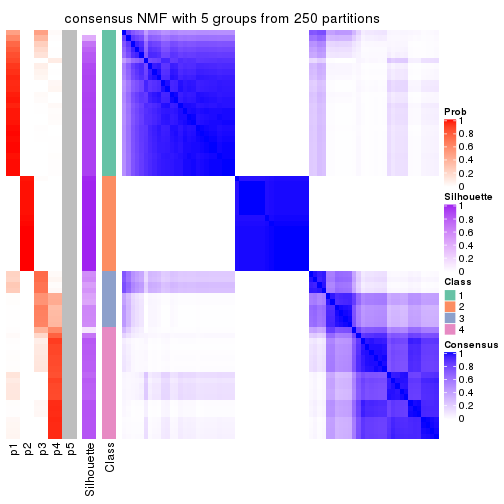 consensus NMF with 5 groups from 250 partitions
Prob
1
0.8
0.6
0.4
0.2
0
Silhouette
1
0.8
0.6
0.4
0.2
0
Class
1
2
3
4
Consensus
1
0.8
0.6
0.4
0.2
0
p1
p2
p3
p4
p5
Silhouette
Class